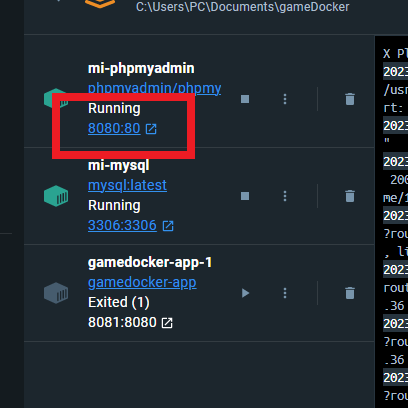 C:\Users\PC\Documents\gameDocker
mi-phpmyadmin
phpmyadmin/phpmy
Running
8080:80
mi-mysql
mysql:latest
Running
3306:3306
gamedocker-app-1
gamedocker-app
Exited (1)
8081:8080
X Pl
2023
/usr
rt:
2023
"
2023
200
me/1
2023
?rou
, li
2023
rout
.36
2023
?rou
.36
2023
?rou